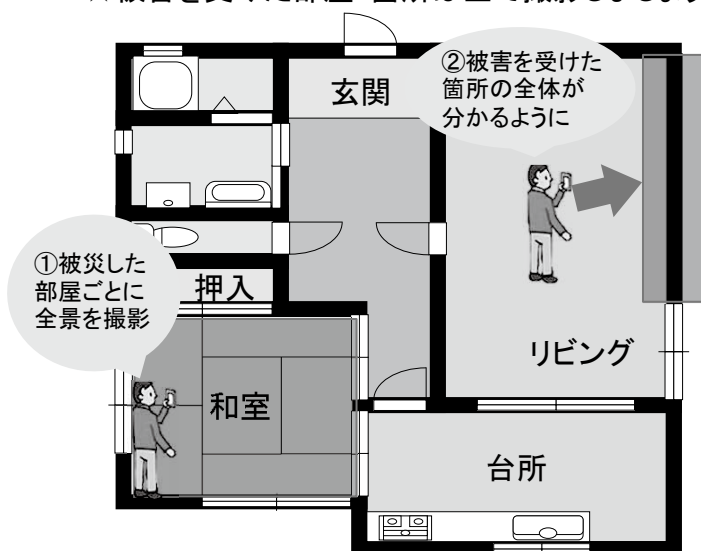 ②被害を受けた
箇所の全体が
分かるように
玄関
①被災した
部屋ごとに
全景を撮影
押入
リビング
和室
台所